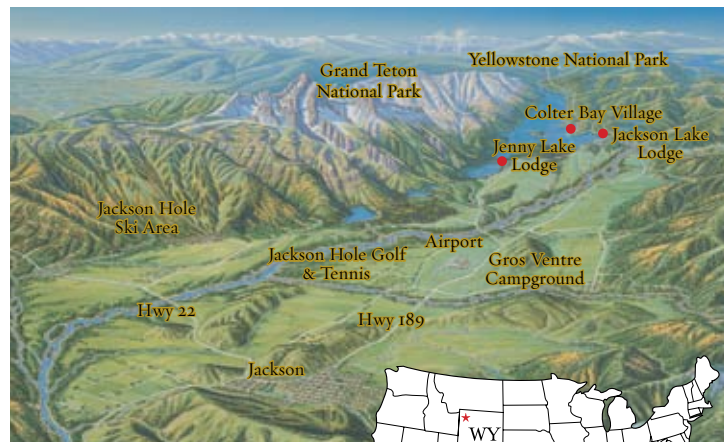 Yellowstone National Park
Grand Teton
National Park
Colter Bay Village
Jackson Lake
Lodge
Jenny Lake
Lodge
Jackson Hole
Ski Area
Airport
Jackson Hole Golf
& Tennis
Gros Ventre
Campground
Hwy 22
Hwy 189
Jackson
WY